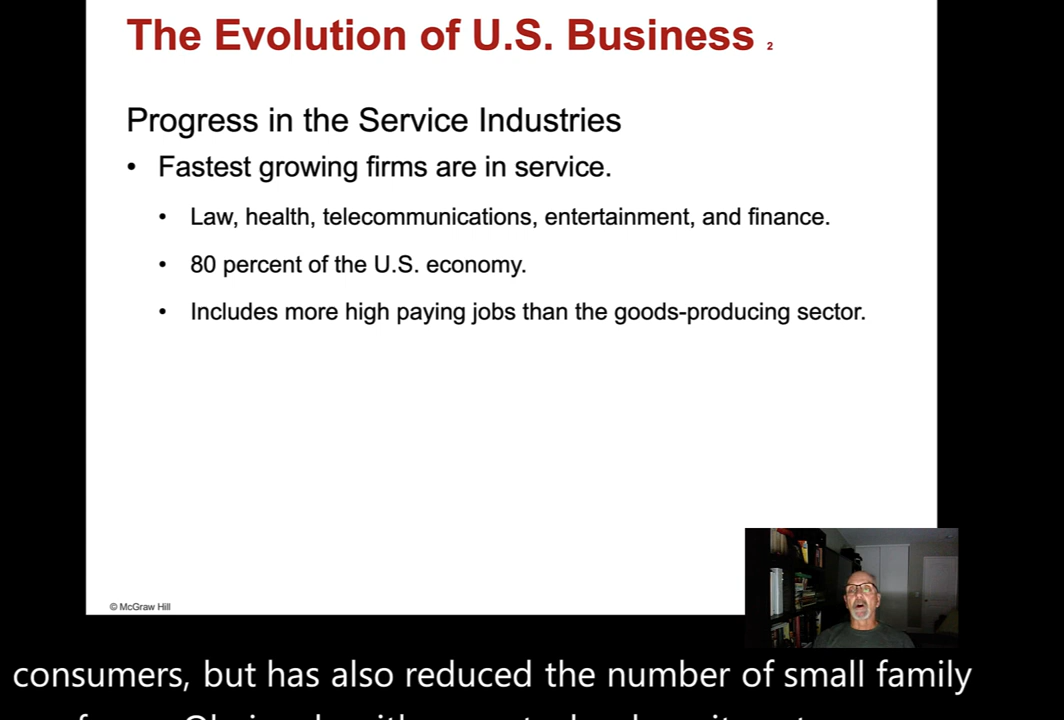 The Evolution of U.S. Business 2
Progress in the Service Industries
• Fastest growing firms are in service.
• Law, health, telecommunications, entertainment, and finance.
• 80 percent of the U.S. economy.
• Includes more high paying jobs than the goods-producing sector.
© McGraw Hill
consumers, but has also reduced the number of small family